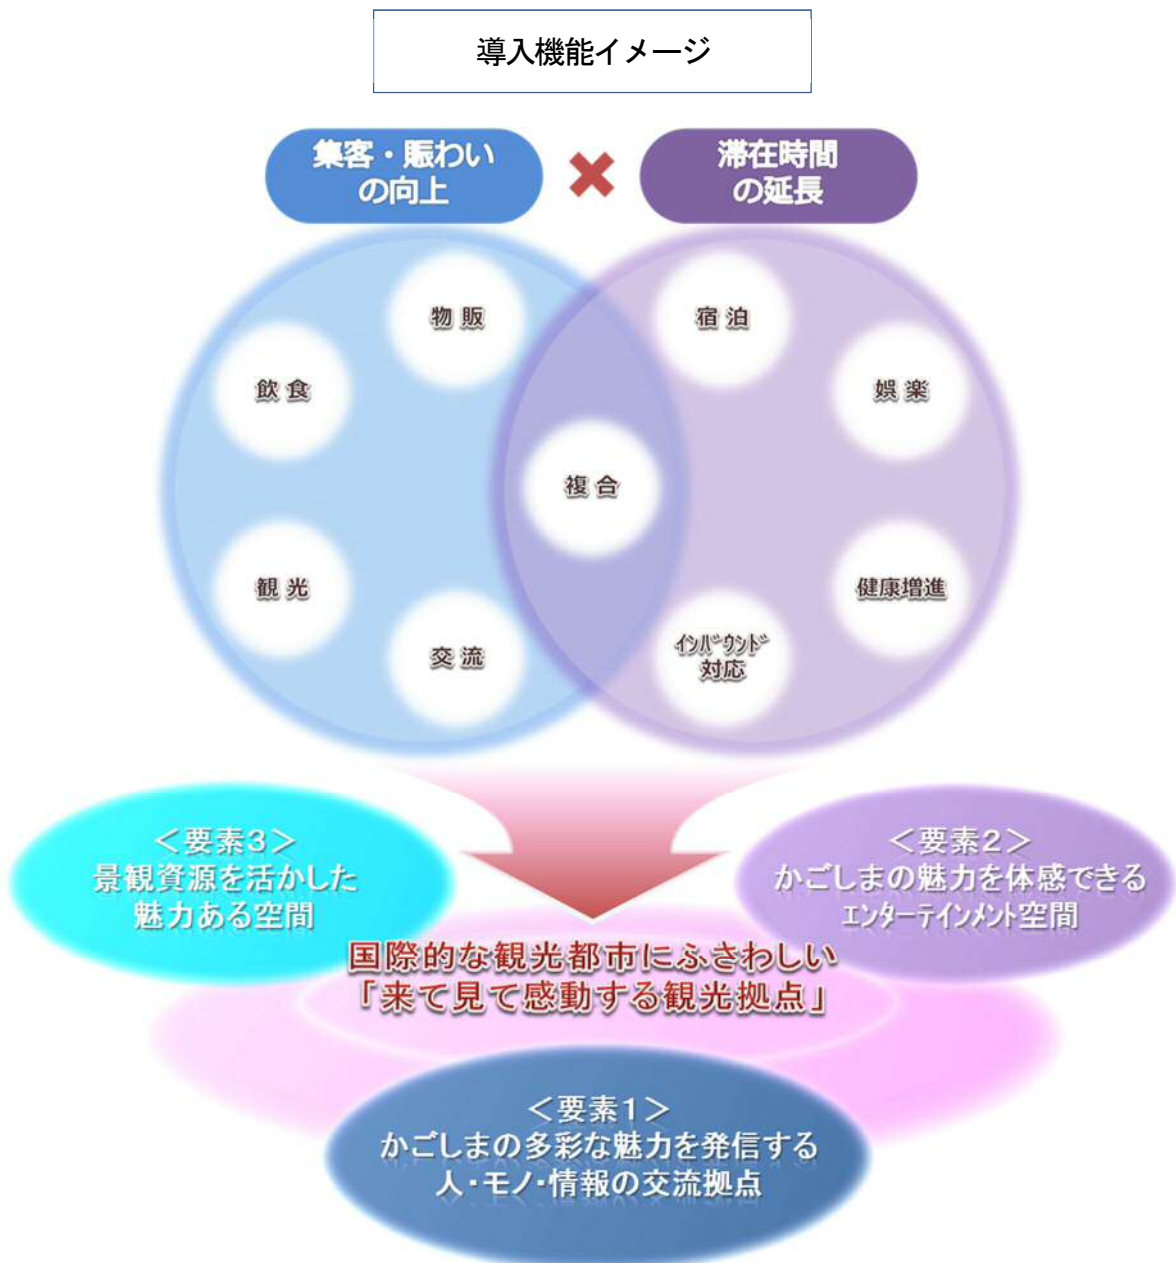 導入機能イメージ
集客・賑わい
の向上
×
滞在時間
の延長
物販
宿泊
飲食
娯楽
複合
観光
健康増進
交流
ｲﾝﾊﾞｳﾝﾄﾞ
対応
＜要素３＞
景観資源を活かした
魅力ある空間
＜要素２＞
かごしまの魅力を体感できる
ｴﾝﾀｰﾃｲﾝﾒﾝﾄ空間
国際的な観光都市にふさわしい
「来て見て感動する観光拠点」
＜要素１＞
かごしまの多彩な魅力を発信する
人・モノ・情報の交流拠点